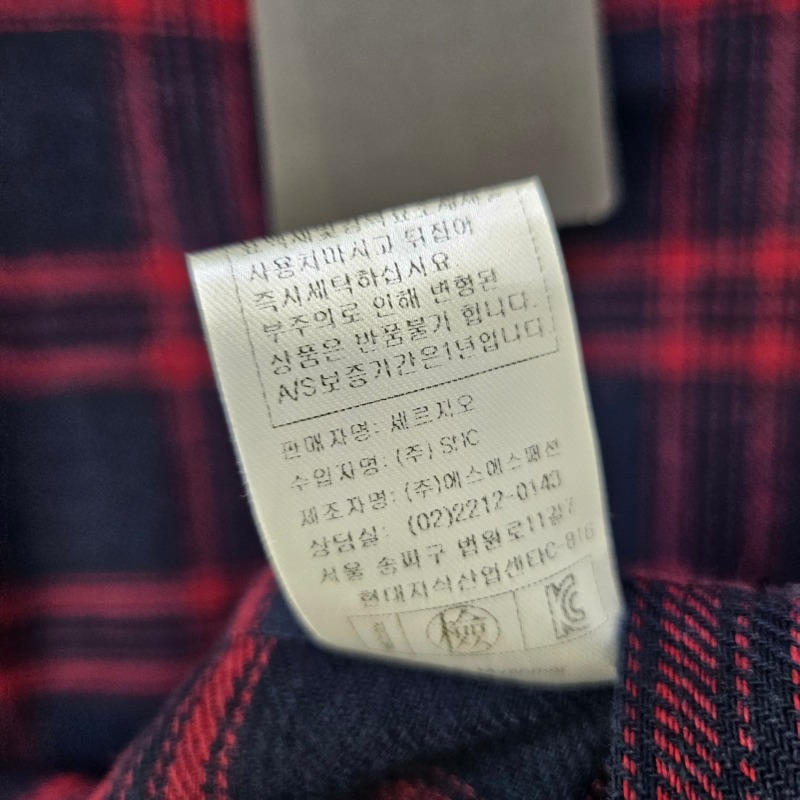 사용치마시고 뒤집어
즉시세탁하십시요
부주의로 인해 변형된
상품은 반품불가 합니다.
A/S보증기간은1년입니다.
판매자명: 세르지오
수입자명: (주) SHC
제조자명: (주)에스에스패션
상담실: (02)2212-0143
서울 송파구 법원로11길7
현대지식산업센타C-816
檢